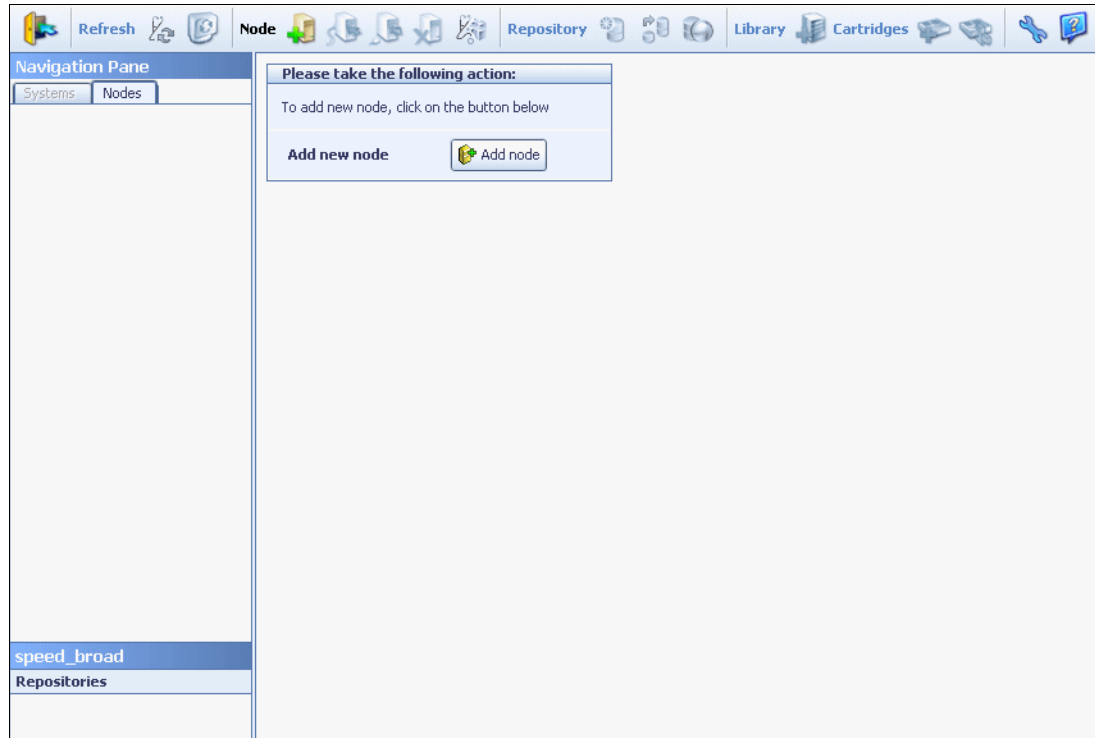 Refresh Node Repository Library Cartridges
Navigation Pane
Systems Nodes
Please take the following action:
To add new node, click on the button below
Add new node Add node
speed_broad
Repositories